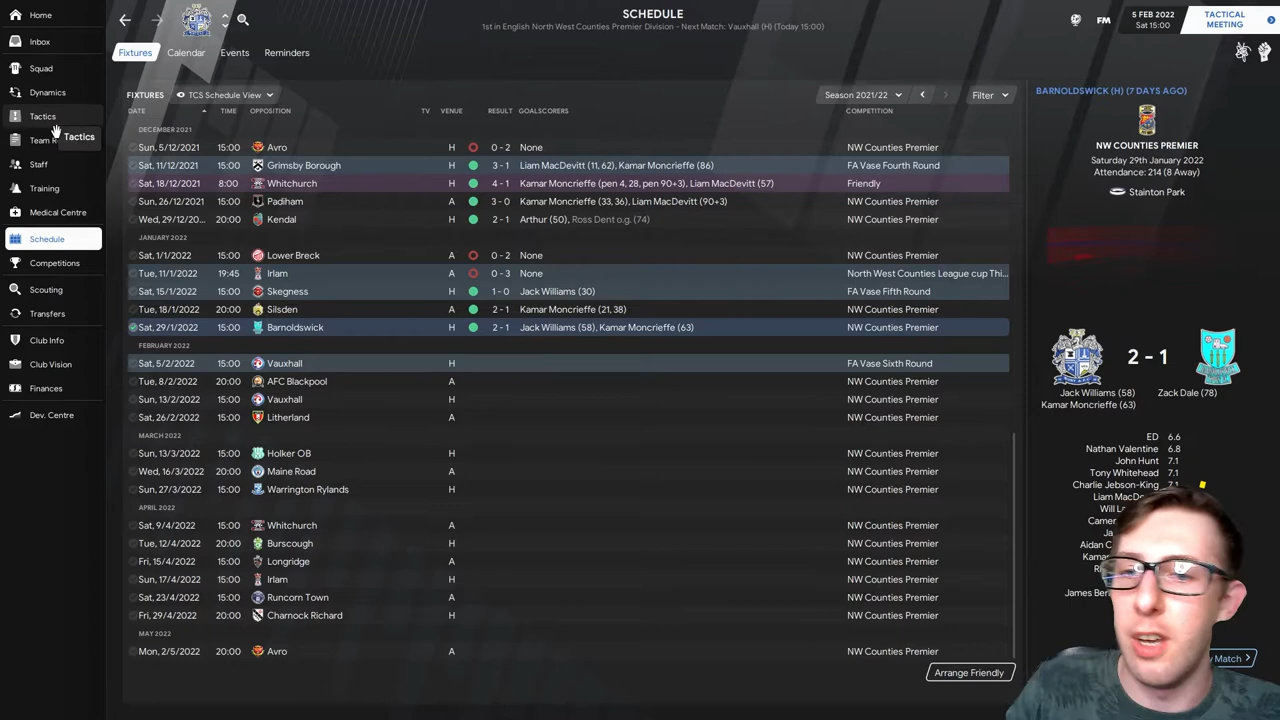 Home
Inbox
Squad
Dynamics
Tactics
Team R
Staff
Training
Medical Centre
Schedule
Competitions
Scouting
Transfers
Club Info
Club Vision
Finances
Dev. Centre
Tactics
SCHEDULE
1st in English North West Counties Premier Division - Next Match: Vauxhall (H) (Today 15:00)
FM
5 FEB 2022
Sat 15:00
TACTICAL MEETING
Fixtures Calendar Events Reminders
FIXTURES TCS Schedule View Season 2021/22 Filter
DATE TIME OPPOSITION TV VENUE RESULT GOALSCORERS COMPETITION
DECEMBER 2021
Sun, 5/12/2021 15:00 Avro H 0 - 2 None NW Counties Premier
Sat, 11/12/2021 15:00 Grimsby Borough H 3 - 1 Liam MacDevitt (11, 62), Kamar Moncrieffe (86) FA Vase Fourth Round
Sat, 18/12/2021 8:00 Whitchurch H 4 - 1 Kamar Moncrieffe (pen 4, 28, pen 90+3), Liam MacDevitt (57) Friendly
Sun, 26/12/2021 15:00 Padiham H 3 - 0 Kamar Moncrieffe (33, 36), Liam MacDevitt (90+3) NW Counties Premier
Wed, 29/12/20... 20:00 Kendal H 2 - 1 Arthur (50), Ross Dent o.g. (74) NW Counties Premier
JANUARY 2022
Sat, 1/1/2022 15:00 Lower Breck A 0 - 2 None NW Counties Premier
Tue, 11/1/2022 19:45 Irlam A 0 - 3 None North West Counties League cup Thi...
Sat, 15/1/2022 15:00 Skegness A 1 - 0 Jack Williams (30) FA Vase Fifth Round
Tue, 18/1/2022 20:00 Silsden A 2 - 1 Kamar Moncrieffe (21, 38) NW Counties Premier
Sat, 29/1/2022 15:00 Barnoldswick H 2 - 1 Jack Williams (58), Kamar Moncrieffe (63) NW Counties Premier
FEBRUARY 2022
Sat, 5/2/2022 15:00 Vauxhall H FA Vase Sixth Round
Tue, 8/2/2022 20:00 AFC Blackpool A NW Counties Premier
Sun, 13/2/2022 15:00 Vauxhall H NW Counties Premier
Sat, 26/2/2022 15:00 Litherland A NW Counties Premier
MARCH 2022
Sun, 13/3/2022 15:00 Holker OB H NW Counties Premier
Wed, 16/3/2022 20:00 Maine Road A NW Counties Premier
Sun, 27/3/2022 15:00 Warrington Rylands H NW Counties Premier
APRIL 2022
Sat, 9/4/2022 15:00 Whitchurch A NW Counties Premier
Tue, 12/4/2022 20:00 Burscough H NW Counties Premier
Fri, 15/4/2022 20:00 Longridge A NW Counties Premier
Sun, 17/4/2022 15:00 Irlam H NW Counties Premier
Sat, 23/4/2022 15:00 Runcorn Town A NW Counties Premier
Fri, 29/4/2022 20:00 Charnock Richard H NW Counties Premier
MAY 2022
Mon, 2/5/2022 20:00 Avro A NW Counties Premier
Arrange Friendly
BARNOLDSWICK (H) (7 DAYS AGO)
NW COUNTIES PREMIER
Saturday 29th January 2022
Attendance: 214 (8 Away)
Stainton Park
2 - 1
Jack Williams (58) Zack Dale (78)
Kamar Moncrieffe (63)
ED 6.6
Nathan Valentine 6.8
John Hunt 7.1
Tony Whitehead 7.1
Charlie Jebson-King 7.1
Liam MacD
Will La
Camer
Ja
Aidan C
Kama
Ri
James Ber
Match